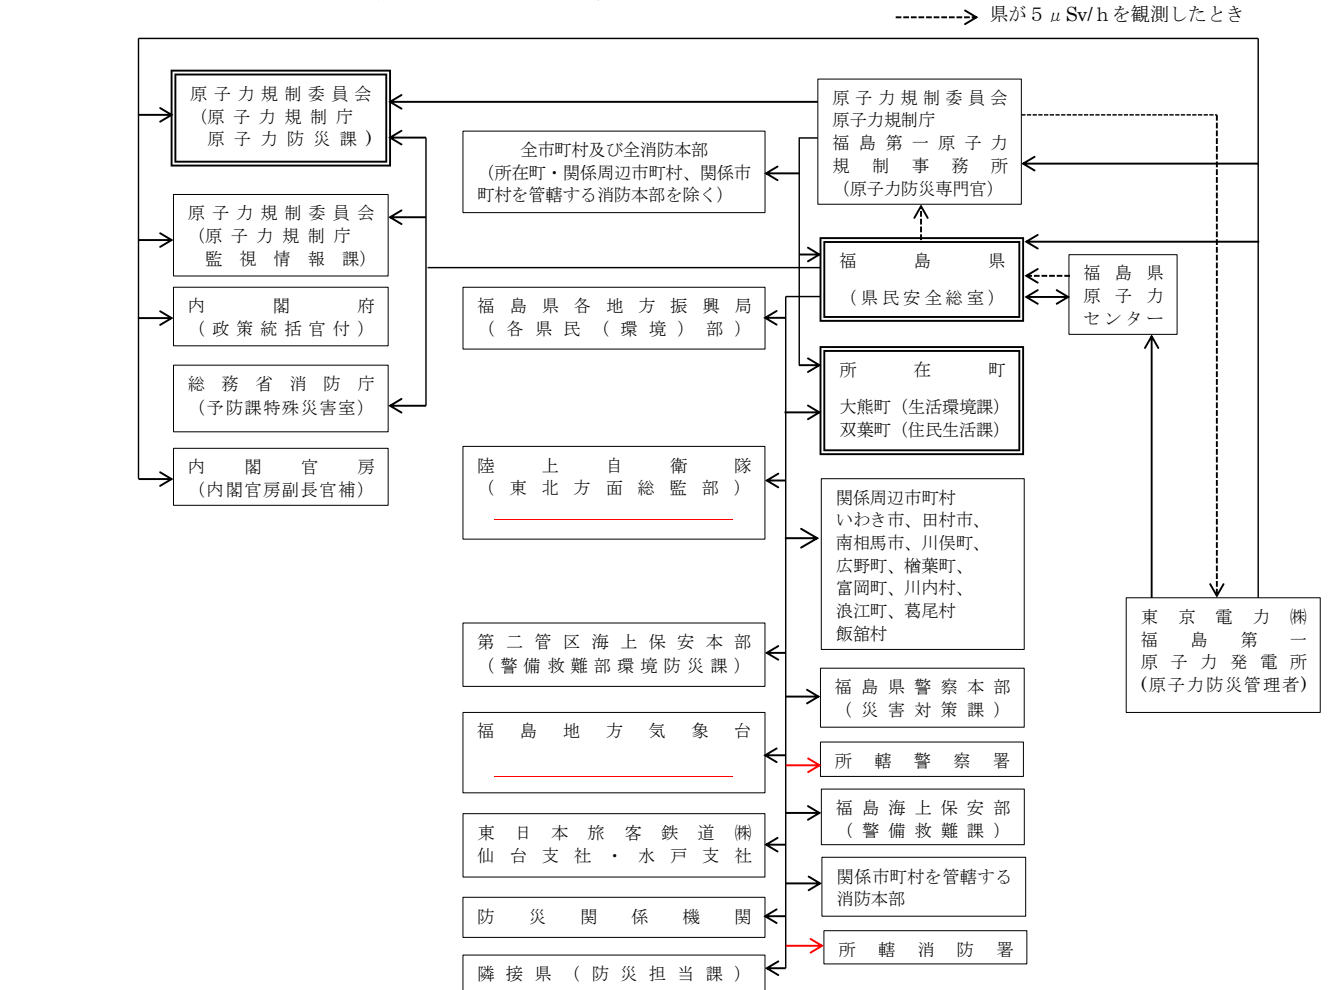 県が５μSv/ｈを観測したとき
原子力規制委員会
(原子力規制庁
原子力防災課)
原子力規制委員会
(原子力規制庁
監視情報課)
内閣府
(政策統括官付)
総務省消防庁
(予防課特殊災害室)
内閣官房
(内閣官房副長官補)
全市町村及び全消防本部
（所在町・関係周辺市町村、関係市
町村を管轄する消防本部を除く）
福島県各地方振興局
(各県民(環境)部)
陸上自衛隊
(東北方面総監部)
第二管区海上保安本部
(警備救難部環境防災課)
福島地方気象台
東日本旅客鉄道㈱
仙台支社・水戸支社
防災関係機関
隣接県(防災担当課)
原子力規制委員会
原子力規制庁
福島第一原子力
規制事務所
(原子力防災専門官)
福島県
(県民安全総室)
所在町
大熊町（生活環境課）
双葉町（住民生活課）
関係周辺市町村
いわき市、田村市、
南相馬市、川俣町、
広野町、楢葉町、
富岡町、川内村、
浪江町、葛尾村
飯舘村
福島県警察本部
(災害対策課)
所轄警察署
福島海上保安部
(警備救難課)
関係市町村を管轄する
消防本部
所轄消防署
福島県
原子力
センター
東京電力㈱
福島第一
原子力発電所
(原子力防災管理者)